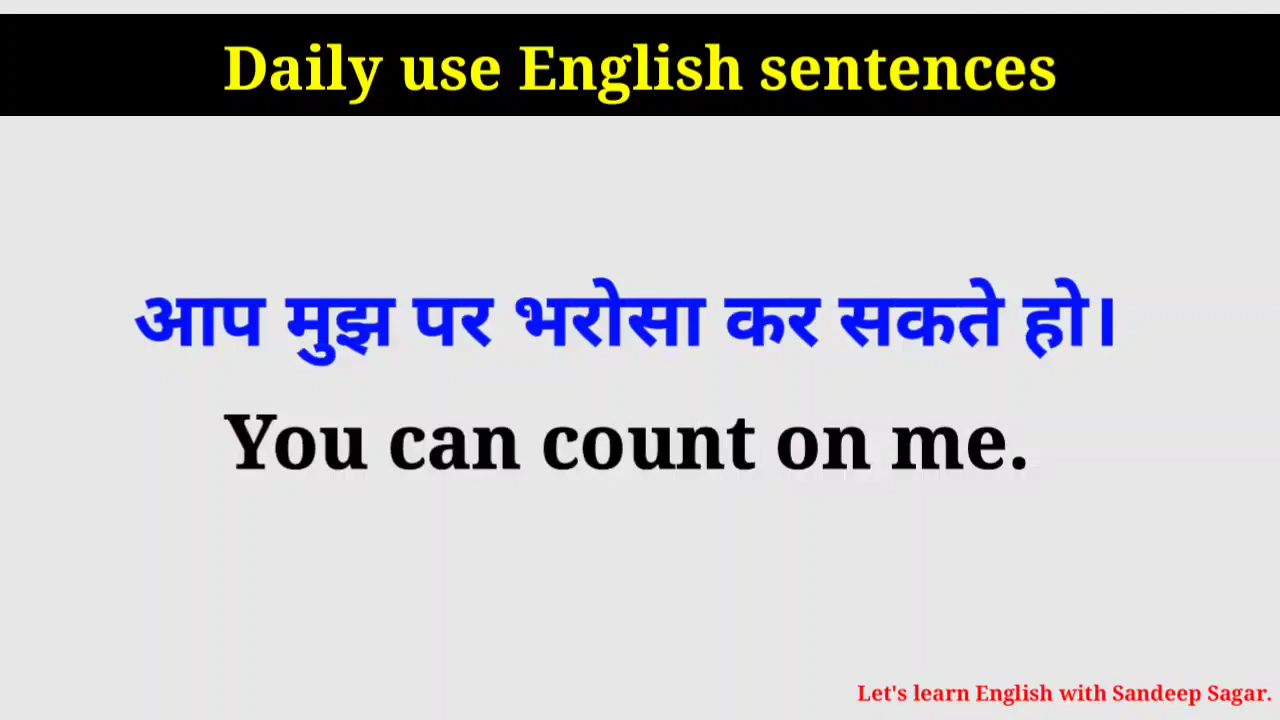 Daily use English sentences
आप मुझ पर भरोसा कर सकते हो।
You can count on me.
Let's learn English with Sandeep Sagar.